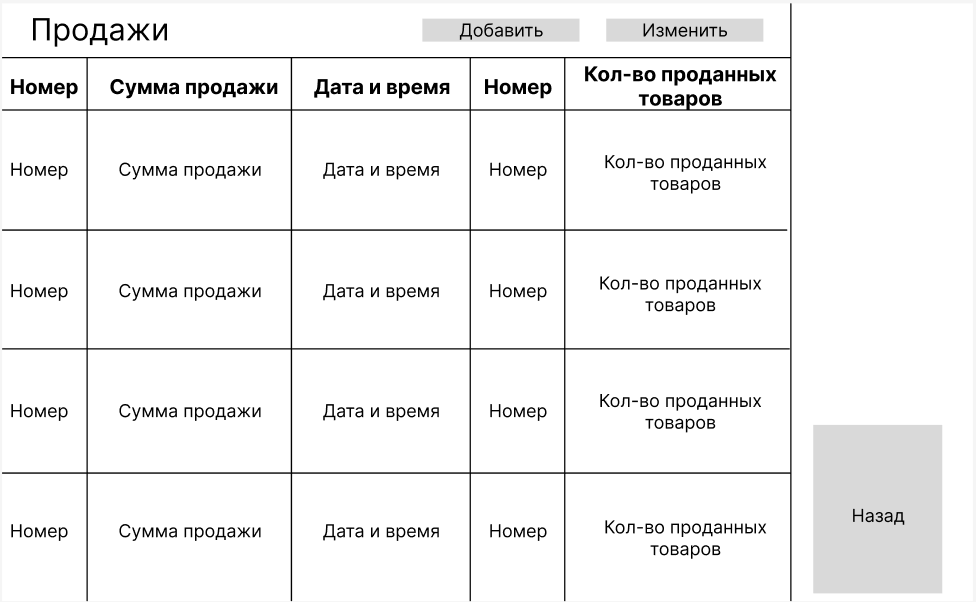 Продажи Добавить Изменить
Номер Сумма продажи Дата и время Номер Кол-во проданных
товаров
Номер Сумма продажи Дата и время Номер Кол-во проданных
товаров
Номер Сумма продажи Дата и время Номер Кол-во проданных
товаров
Номер Сумма продажи Дата и время Номер Кол-во проданных
товаров
Номер Сумма продажи Дата и время Номер Кол-во проданных
товаров
Назад